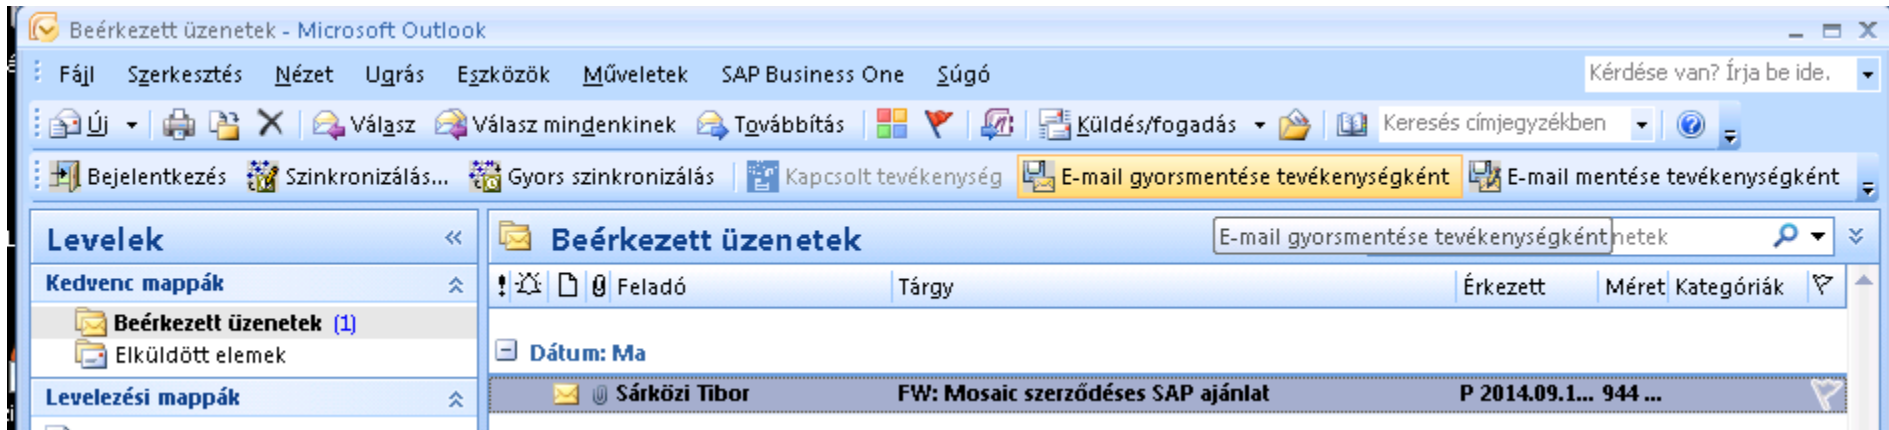 Beérkezett üzenetek - Microsoft Outlook
Fájl Szerkesztés Nézet Ugrás Eszközök Műveletek SAP Business One Súgó Kérdése van? Írja be ide.
Új Válasz Válasz mindenkinek Továbbítás Küldés/fogadás Keresés címjegyzékben
Bejelentkezés Szinkronizálás... Gyors szinkronizálás Kapcsolt tevékenység E-mail gyorsmentése tevékenységként E-mail mentése tevékenységként
Levelek « Beérkezett üzenetek E-mail gyorsmentése tevékenységként netek
Kedvenc mappák Feladó Tárgy Érkezett Méret Kategóriák
Beérkezett üzenetek (1)
Elküldött elemek Dátum: Ma
Levelezési mappák Sárközi Tibor FW: Mosaic szerződéses SAP ajánlat P 2014.09.1... 944 ...